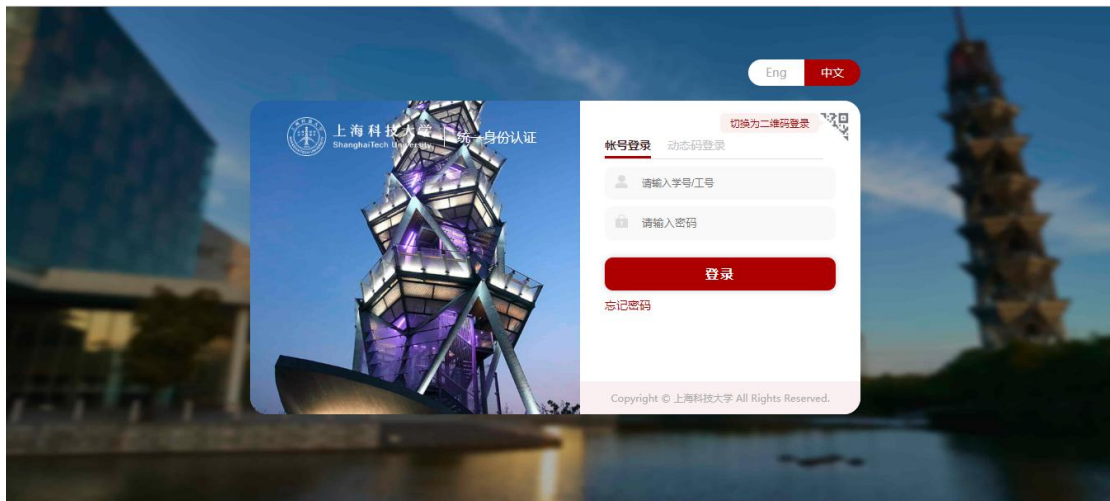 Eng 中文
上海科技大学 | 统一身份认证
ShanghaiTech University
切换为二维码登录
帐号登录 动态码登录
请输入学号/工号
请输入密码
登录
忘记密码
Copyright © 上海科技大学 All Rights Reserved.